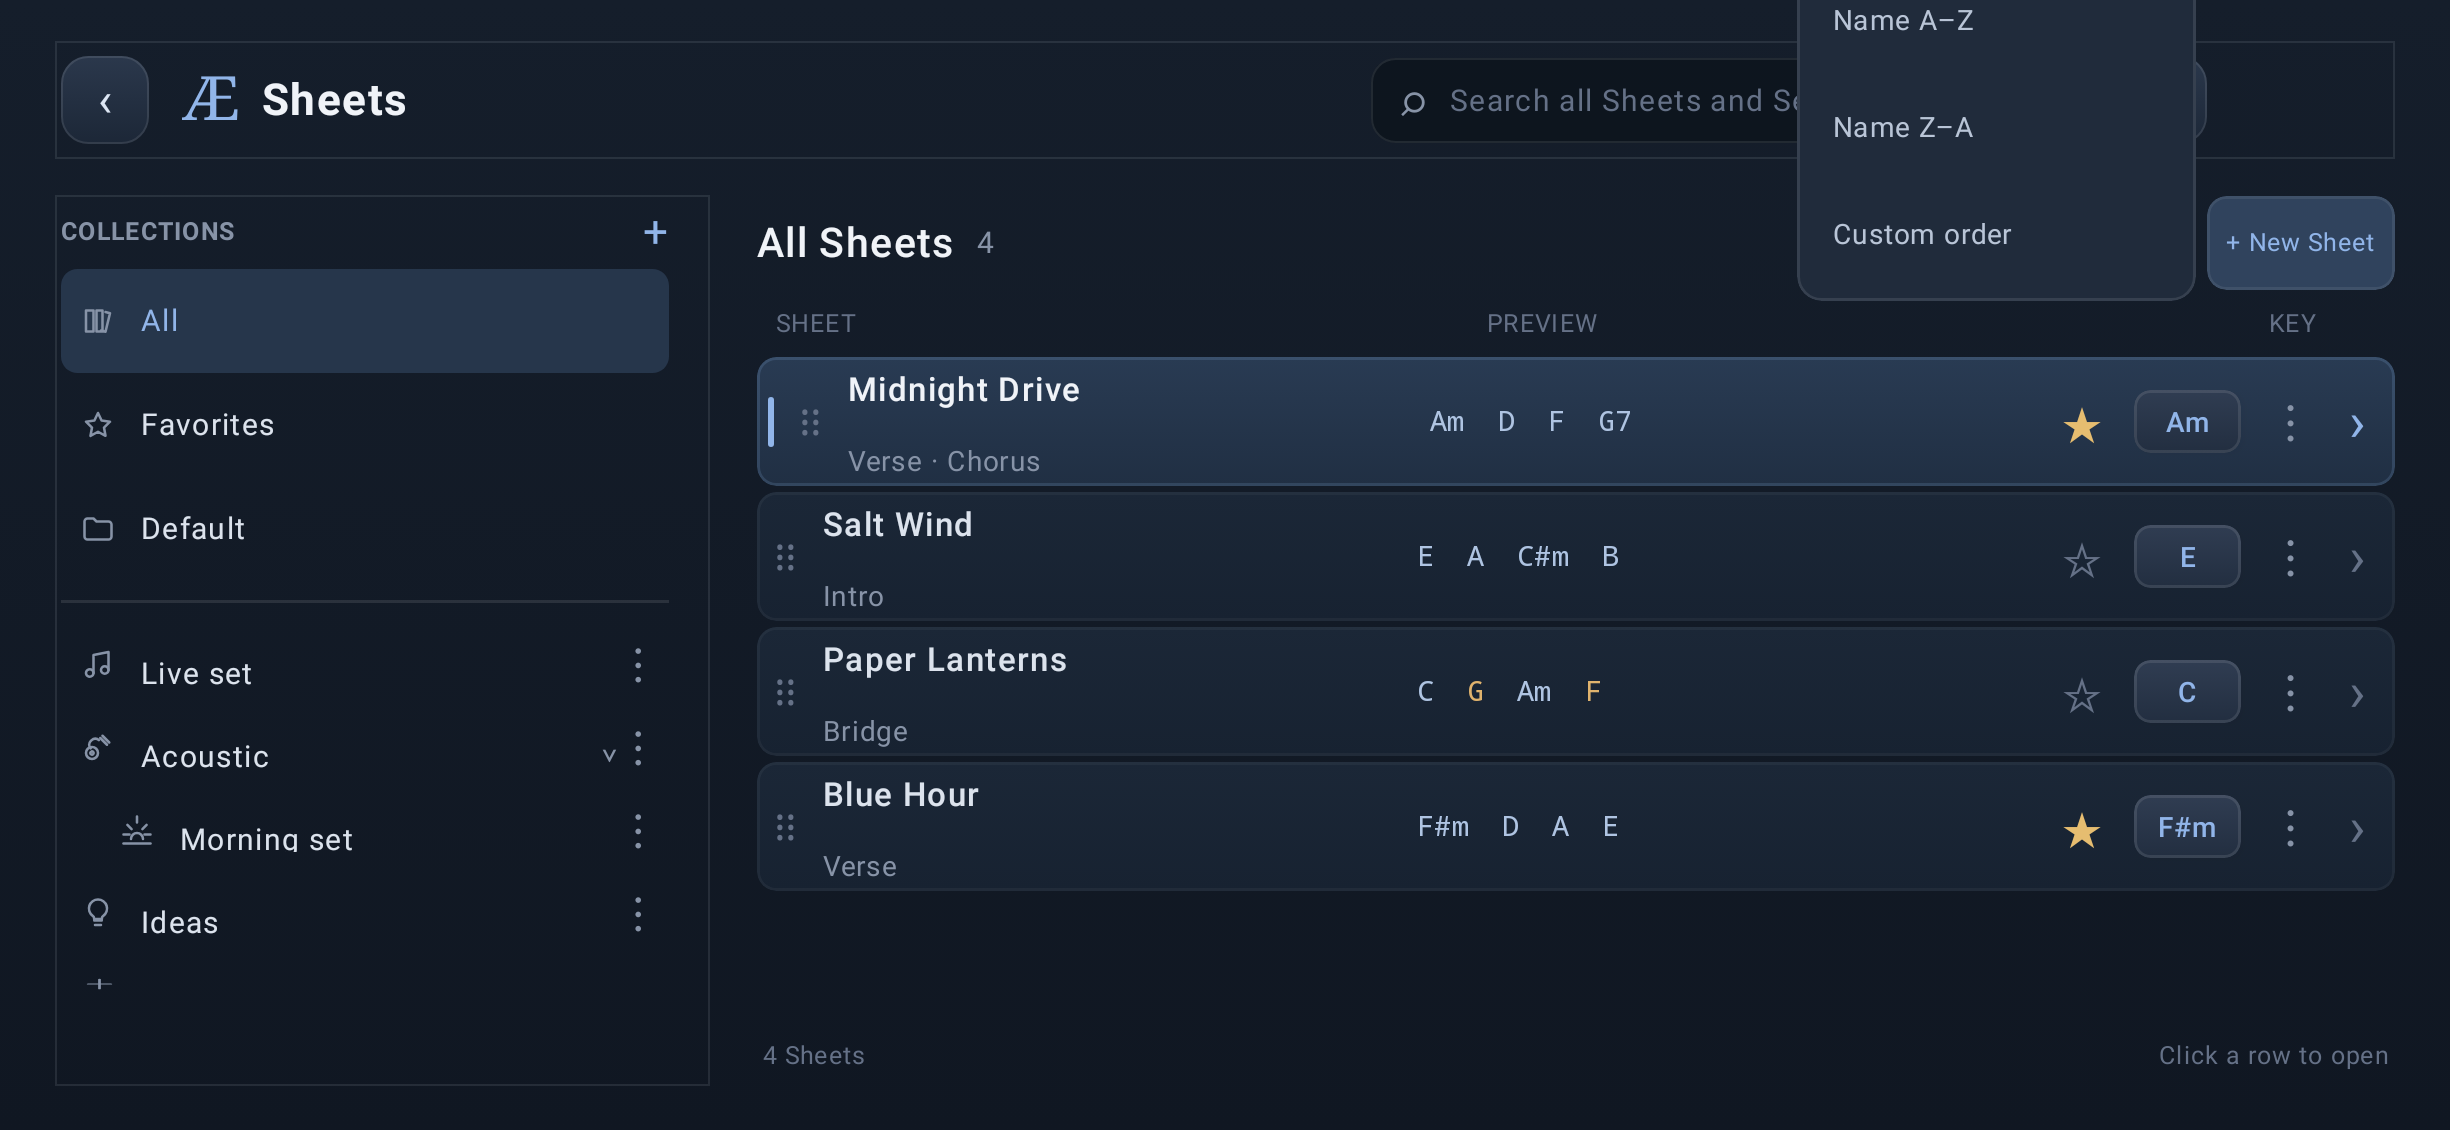 Name A–Z
‹ Æ Sheets
Search all Sheets and Se
Name Z–A
COLLECTIONS +
All Sheets 4
Custom order
+ New Sheet
SHEET PREVIEW KEY
All
Favorites
Default
Live set
Acoustic
Morning set
Ideas
Midnight Drive
Verse · Chorus
Am D F G7
Am
Salt Wind
Intro
E A C#m B
E
Paper Lanterns
Bridge
C G Am F
C
Blue Hour
Verse
F#m D A E
F#m
4 Sheets
Click a row to open